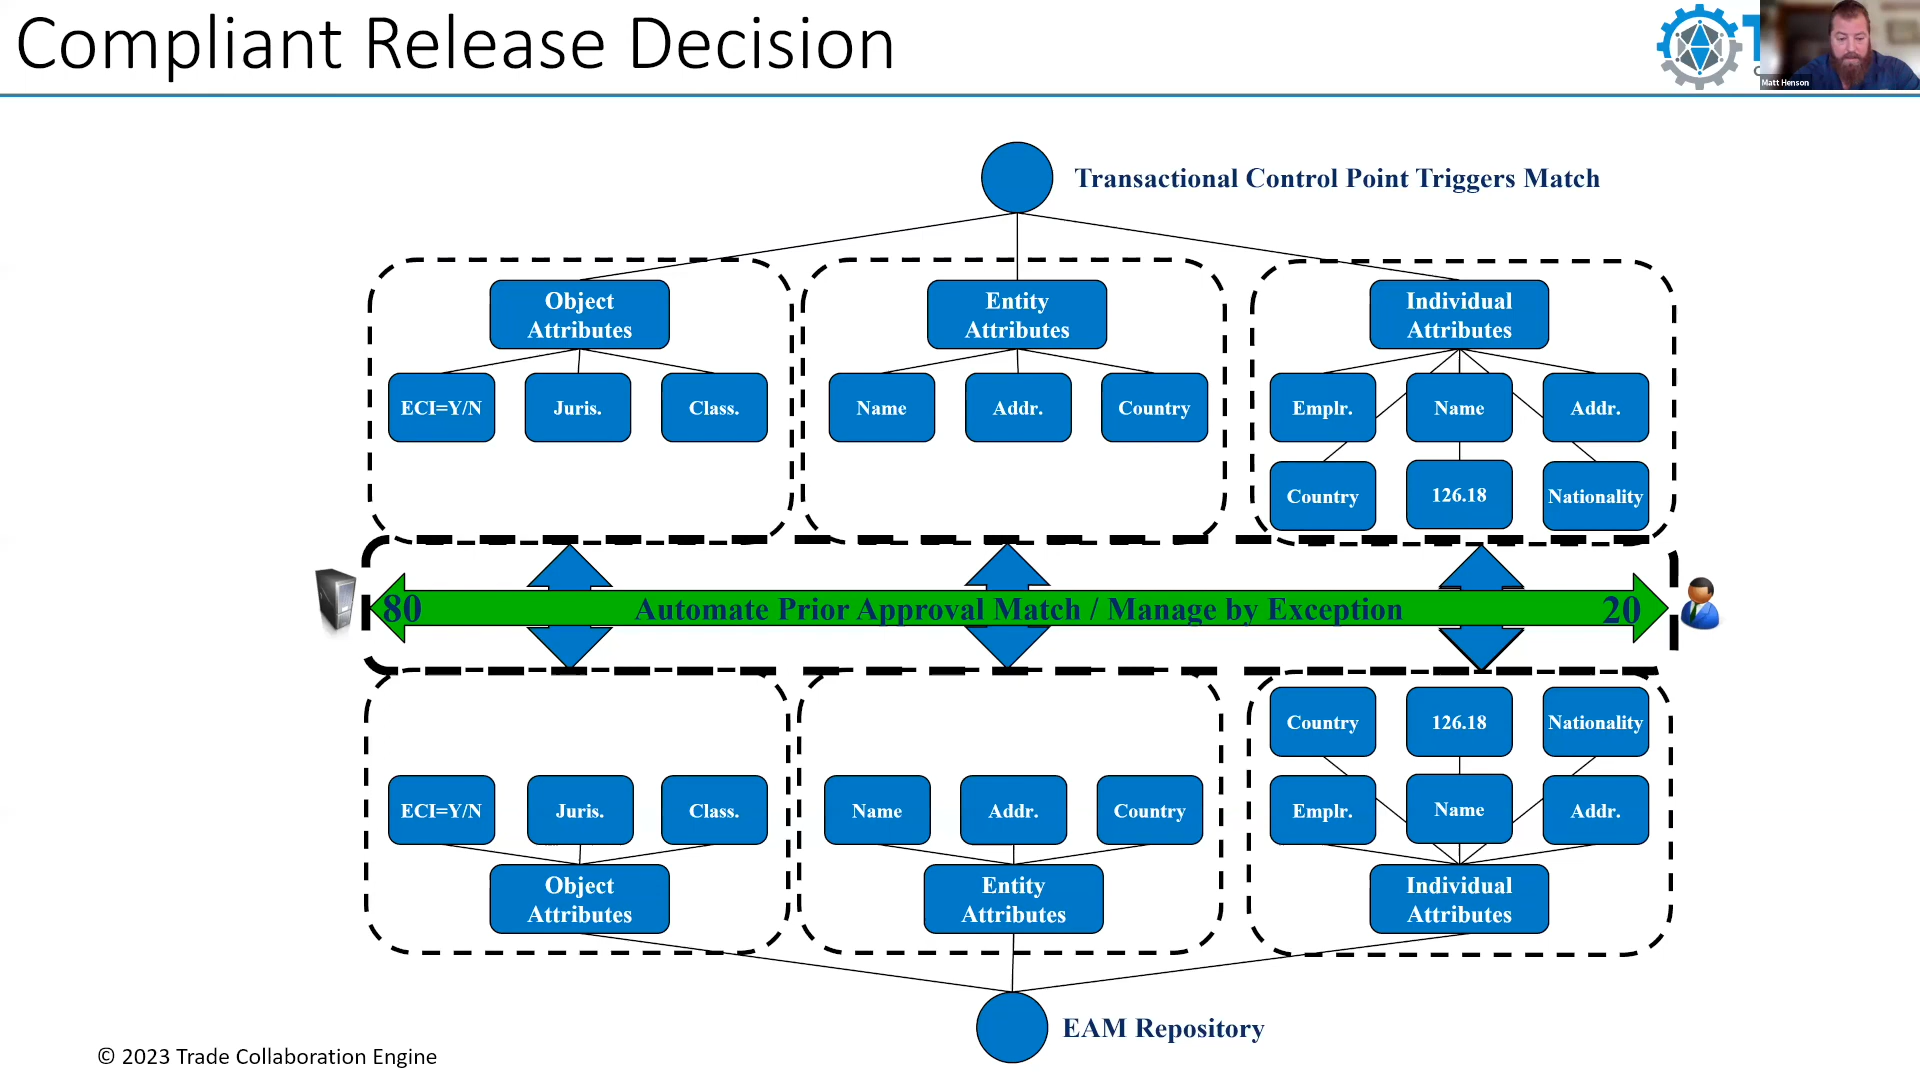 Compliant Release Decision
Matt Henson
Transactional Control Point Triggers Match
Object
Attributes
Entity
Attributes
Individual
Attributes
ECI=Y/N
Juris.
Class.
Name
Addr.
Country
Emplr.
Name
Addr.
Country
126.18
Nationality
80
Automate Prior Approval Match / Manage by Exception
20
Country
126.18
Nationality
ECI=Y/N
Juris.
Class.
Name
Addr.
Country
Emplr.
Name
Addr.
Object
Attributes
Entity
Attributes
Individual
Attributes
EAM Repository
© 2023 Trade Collaboration Engine